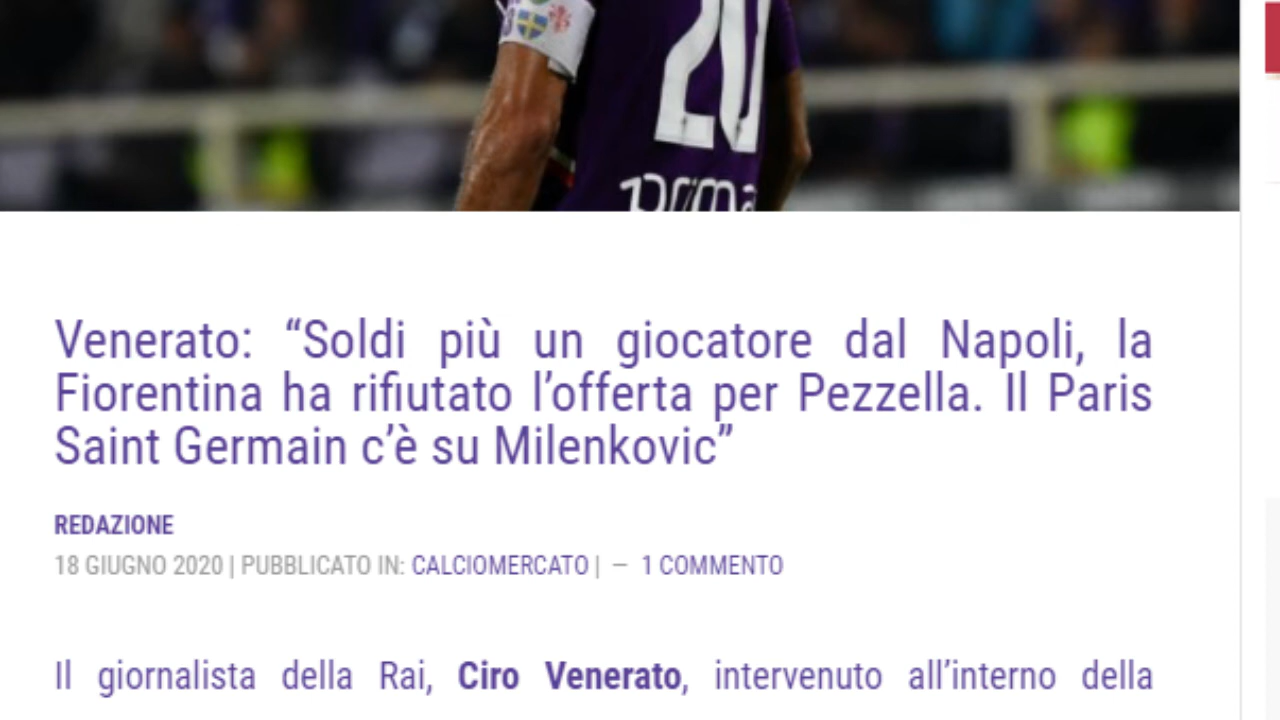 20
prima
Venerato: “Soldi più un giocatore dal Napoli, la
Fiorentina ha rifiutato l’offerta per Pezzella. Il Paris
Saint Germain c’è su Milenkovic”
REDAZIONE
18 GIUGNO 2020 | PUBBLICATO IN: CALCIOMERCATO | — 1 COMMENTO
Il giornalista della Rai, Ciro Venerato, intervenuto all’interno della